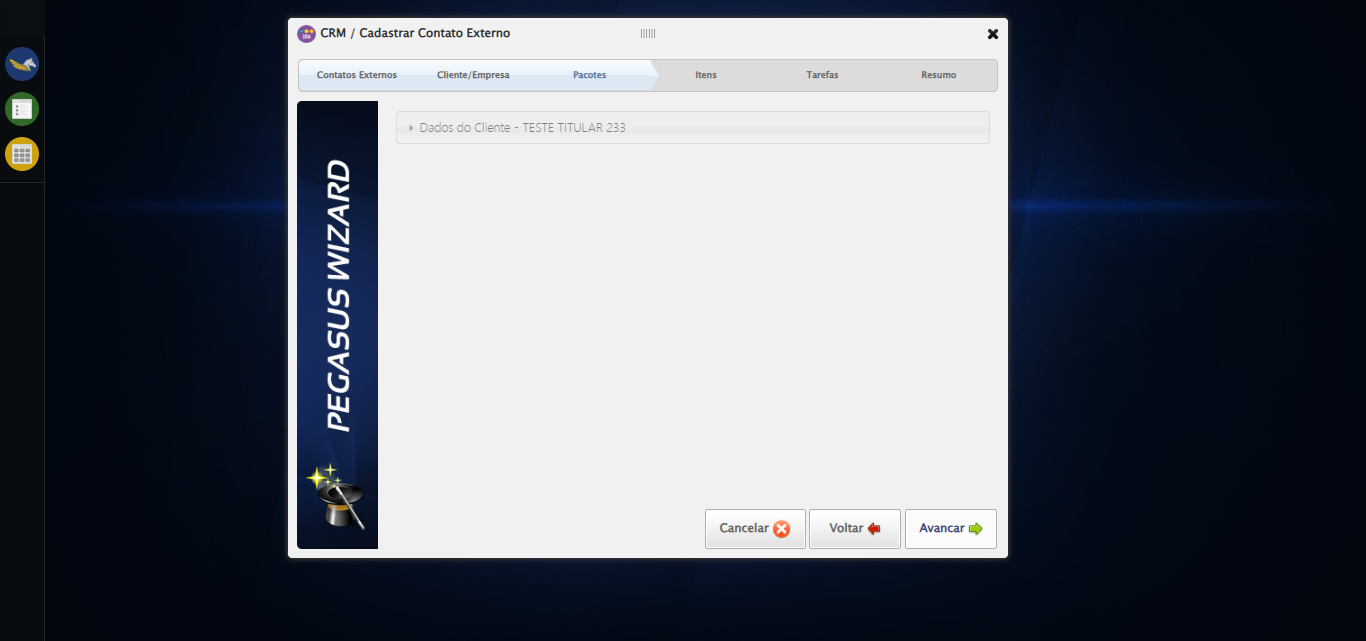 CRM / Cadastrar Contato Externo
Contatos Externos
Cliente/Empresa
Pacotes
Itens
Tarefas
Resumo
Dados do Cliente - TESTE TITULAR 233
PEGASUS WIZARD
Cancelar
Voltar
Avancar